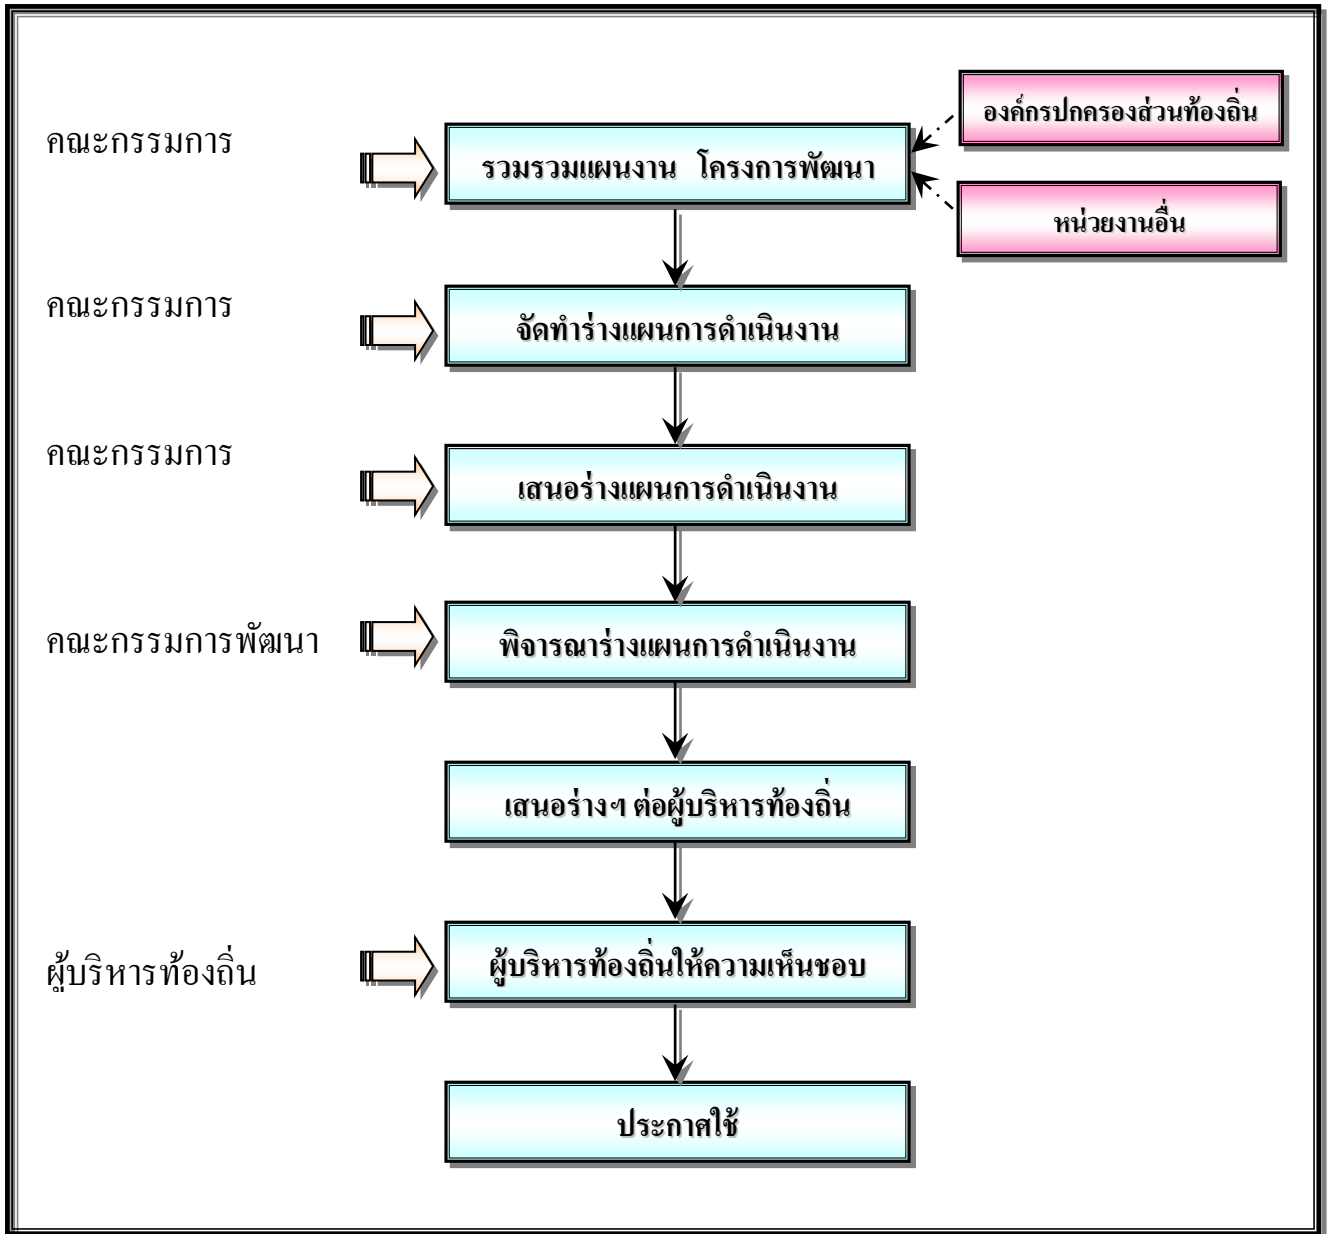 องค์กรปกครองส่วนท้องถิ่น
คณะกรรมการ
รวมรวมแผนงาน โครงการพัฒนา
หน่วยงานอื่น
คณะกรรมการ
จัดทำร่างแผนการดำเนินงาน
คณะกรรมการ
เสนอร่างแผนการดำเนินงาน
คณะกรรมการพัฒนา
พิจารณาร่างแผนการดำเนินงาน
เสนอร่างฯ ต่อผู้บริหารท้องถิ่น
ผู้บริหารท้องถิ่น
ผู้บริหารท้องถิ่นให้ความเห็นชอบ
ประกาศใช้